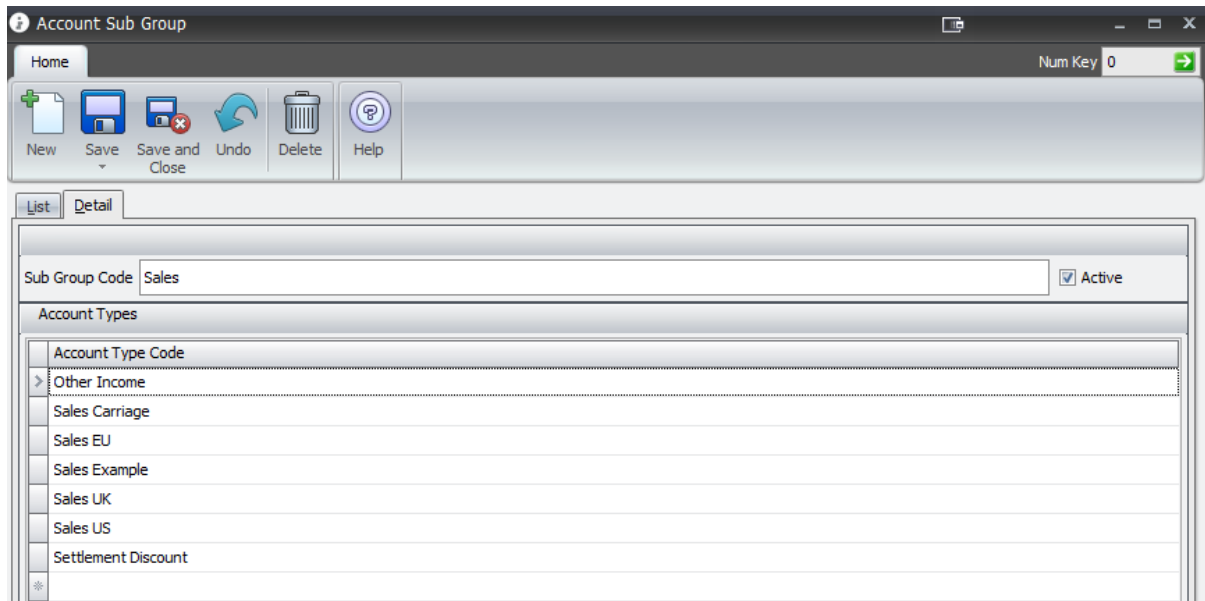 Account Sub Group
Home
Num Key 0
New
Save
Save and Close
Undo
Delete
Help
List
Detail
Sub Group Code Sales
Active
Account Types
Account Type Code
Other Income
Sales Carriage
Sales EU
Sales Example
Sales UK
Sales US
Settlement Discount